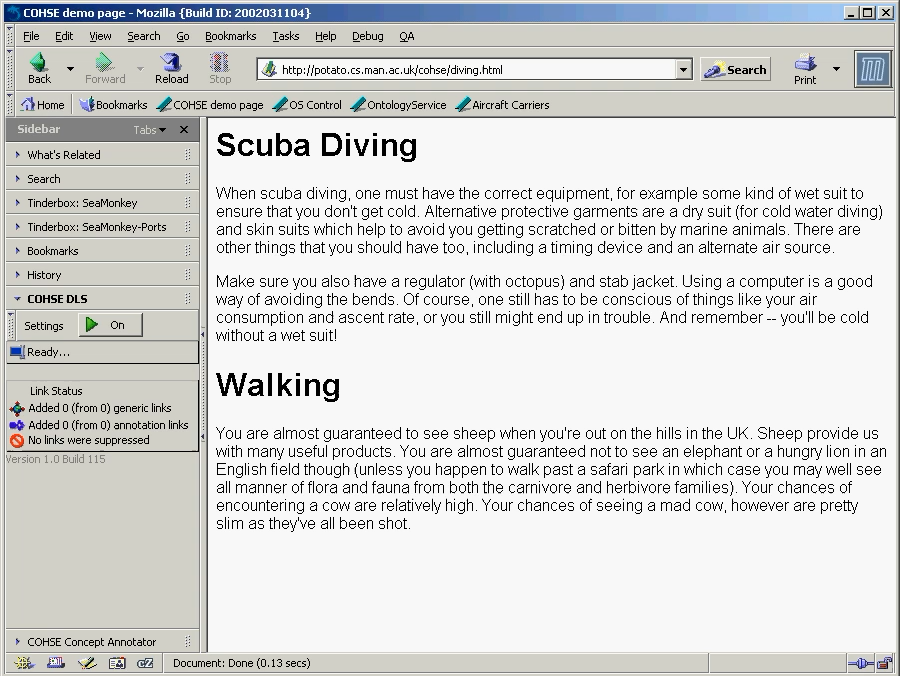 COHSE demo page - Mozilla {Build ID: 2002031104}
File Edit View Search Go Bookmarks Tasks Help Debug QA
Back Forward Reload Stop http://potato.cs.man.ac.uk/cohse/diving.html Search Print
Home Bookmarks COHSE demo page OS Control OntologyService Aircraft Carriers
Sidebar Tabs
What's Related
Search
Tinderbox: SeaMonkey
Tinderbox: SeaMonkey-Ports
Bookmarks
History
COHSE DLS
Settings On
Ready...
Link Status
Added 0 (from 0) generic links
Added 0 (from 0) annotation links
No links were suppressed
Version 1.0 Build 115
COHSE Concept Annotator
Scuba Diving
When scuba diving, one must have the correct equipment, for example some kind of wet suit to
ensure that you don't get cold. Alternative protective garments are a dry suit (for cold water diving)
and skin suits which help to avoid you getting scratched or bitten by marine animals. There are
other things that you should have too, including a timing device and an alternate air source.
Make sure you also have a regulator (with octopus) and stab jacket. Using a computer is a good
way of avoiding the bends. Of course, one still has to be conscious of things like your air
consumption and ascent rate, or you still might end up in trouble. And remember -- you'll be cold
without a wet suit!
Walking
You are almost guaranteed to see sheep when you're out on the hills in the UK. Sheep provide us
with many useful products. You are almost guaranteed not to see an elephant or a hungry lion in an
English field though (unless you happen to walk past a safari park in which case you may well see
all manner of flora and fauna from both the carnivore and herbivore families). Your chances of
encountering a cow are relatively high. Your chances of seeing a mad cow, however are pretty
slim as they've all been shot.
Document: Done (0.13 secs)